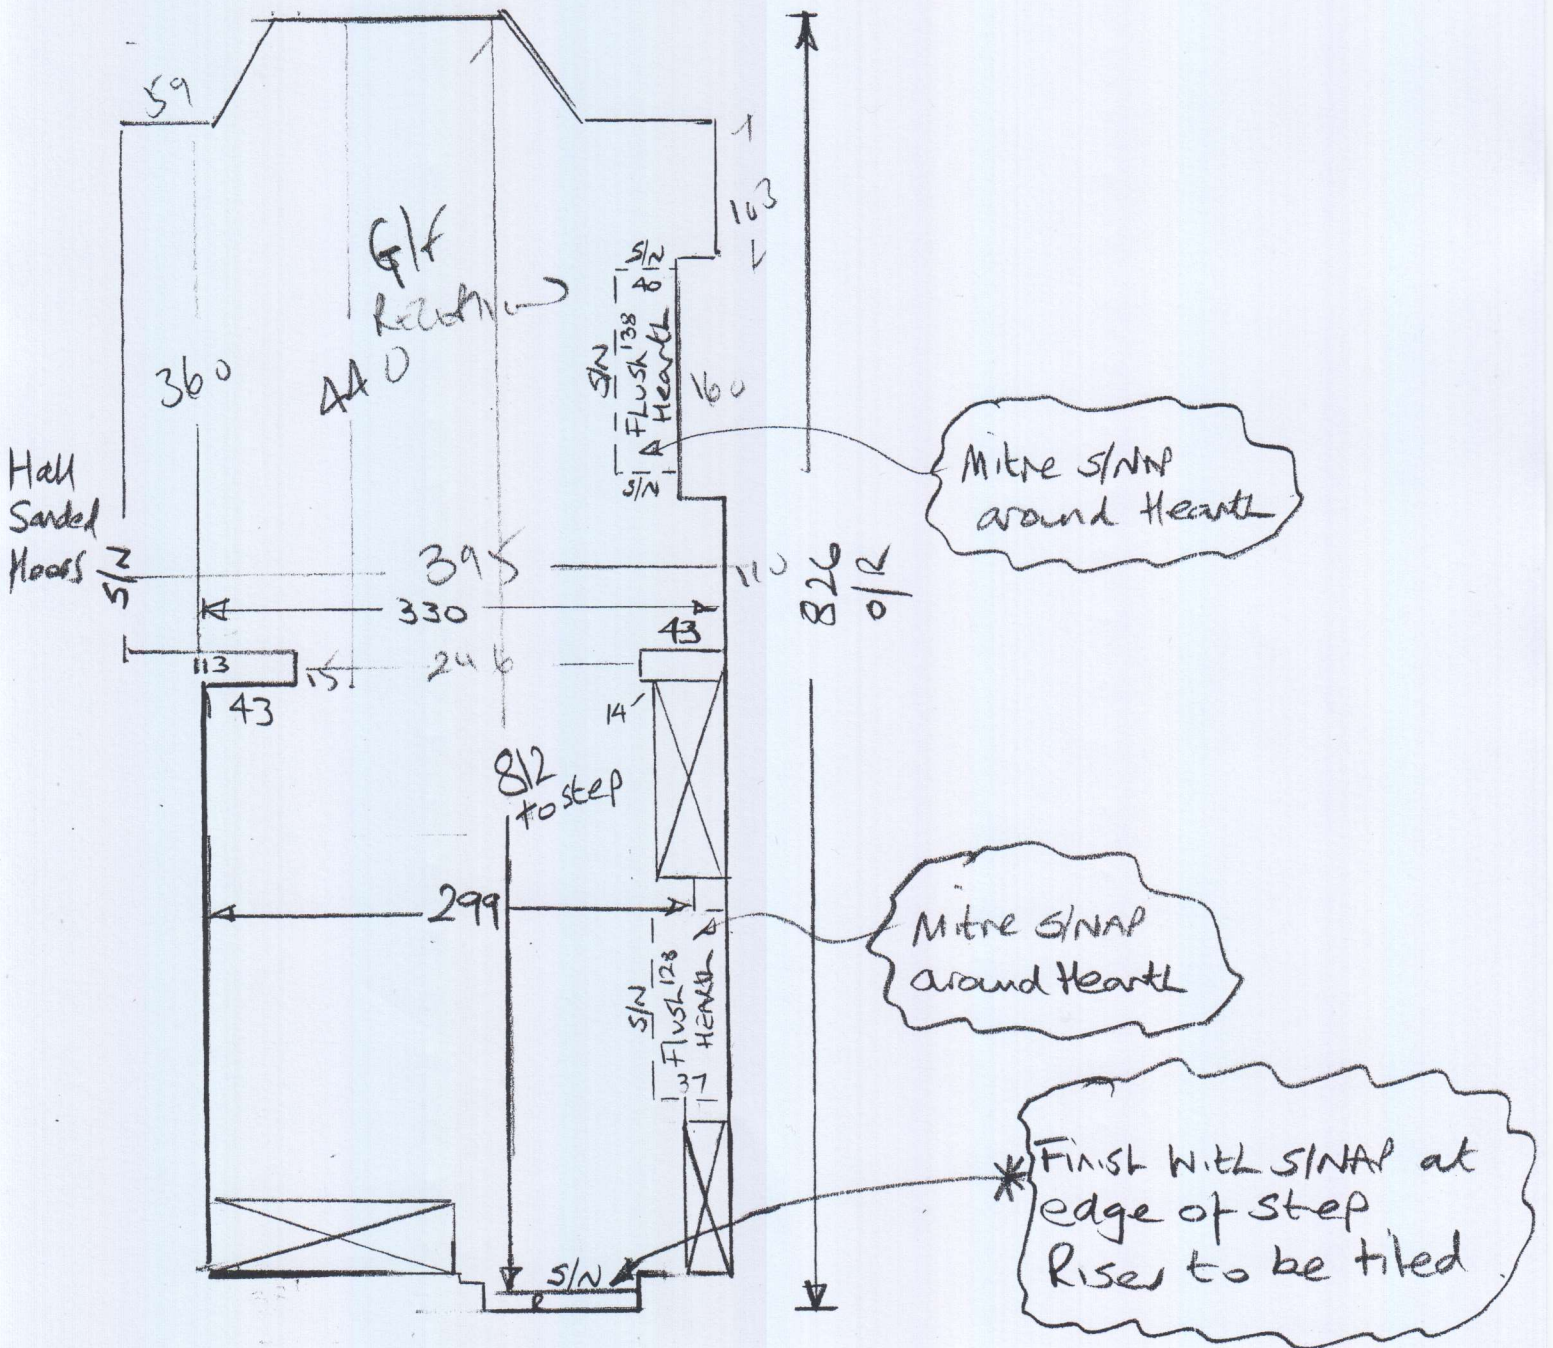 59
103
G/F
Reception
S/N
40
138
S/N
Flush
Hearth
S/N
360
440
160
Mitre S/NAP
around Hearth
Hall
Sanded
Floors
S/N
395
110
826
O/R
330
43
113
15
246
43
14
812
to step
299
Mitre S/NAP
around Hearth
S/N
Flush 128
HEARTH
37
* Finish with S/NAP at
edge of step
Riser to be tiled
S/N
R